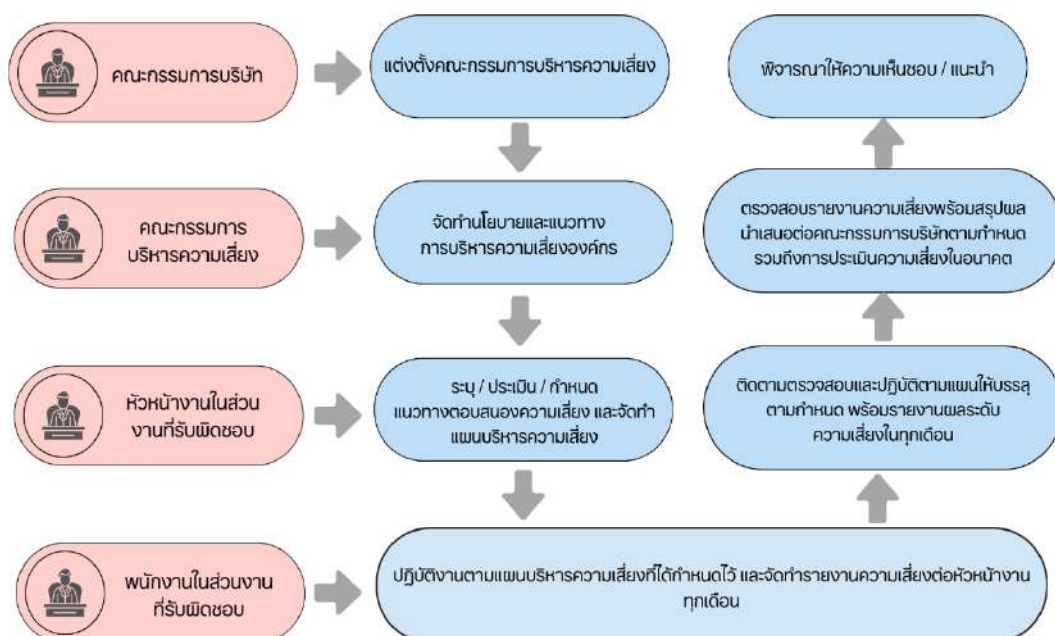 คณะกรรมการบริษัท
แต่งตั้งคณะกรรมการบริหารความเสี่ยง
พิจารณาให้ความเห็นชอบ / แนะนำ
คณะกรรมการ
บริหารความเสี่ยง
จัดทำนโยบายและแนวทาง
การบริหารความเสี่ยงองค์กร
ตรวจสอบรายงานความเสี่ยงพร้อมสรุปผล
นำเสนอต่อคณะกรรมการบริษัทตามกำหนด
รวมถึงการประเมินความเสี่ยงในอนาคต
หัวหน้างานในส่วน
งานที่รับผิดชอบ
ระบุ / ประเมิน / กำหนด
แนวทางตอบสนองความเสี่ยง และจัดทำ
แผนบริหารความเสี่ยง
ติดตามตรวจสอบและปฏิบัติตามแผนให้บรรลุ
ตามกำหนด พร้อมรายงานผลระดับ
ความเสี่ยงในทุกเดือน
พนักงานในส่วนงาน
ที่รับผิดชอบ
ปฏิบัติงานตามแผนบริหารความเสี่ยงที่ได้กำหนดไว้ และจัดทำรายงานความเสี่ยงต่อหัวหน้างาน
ทุกเดือน